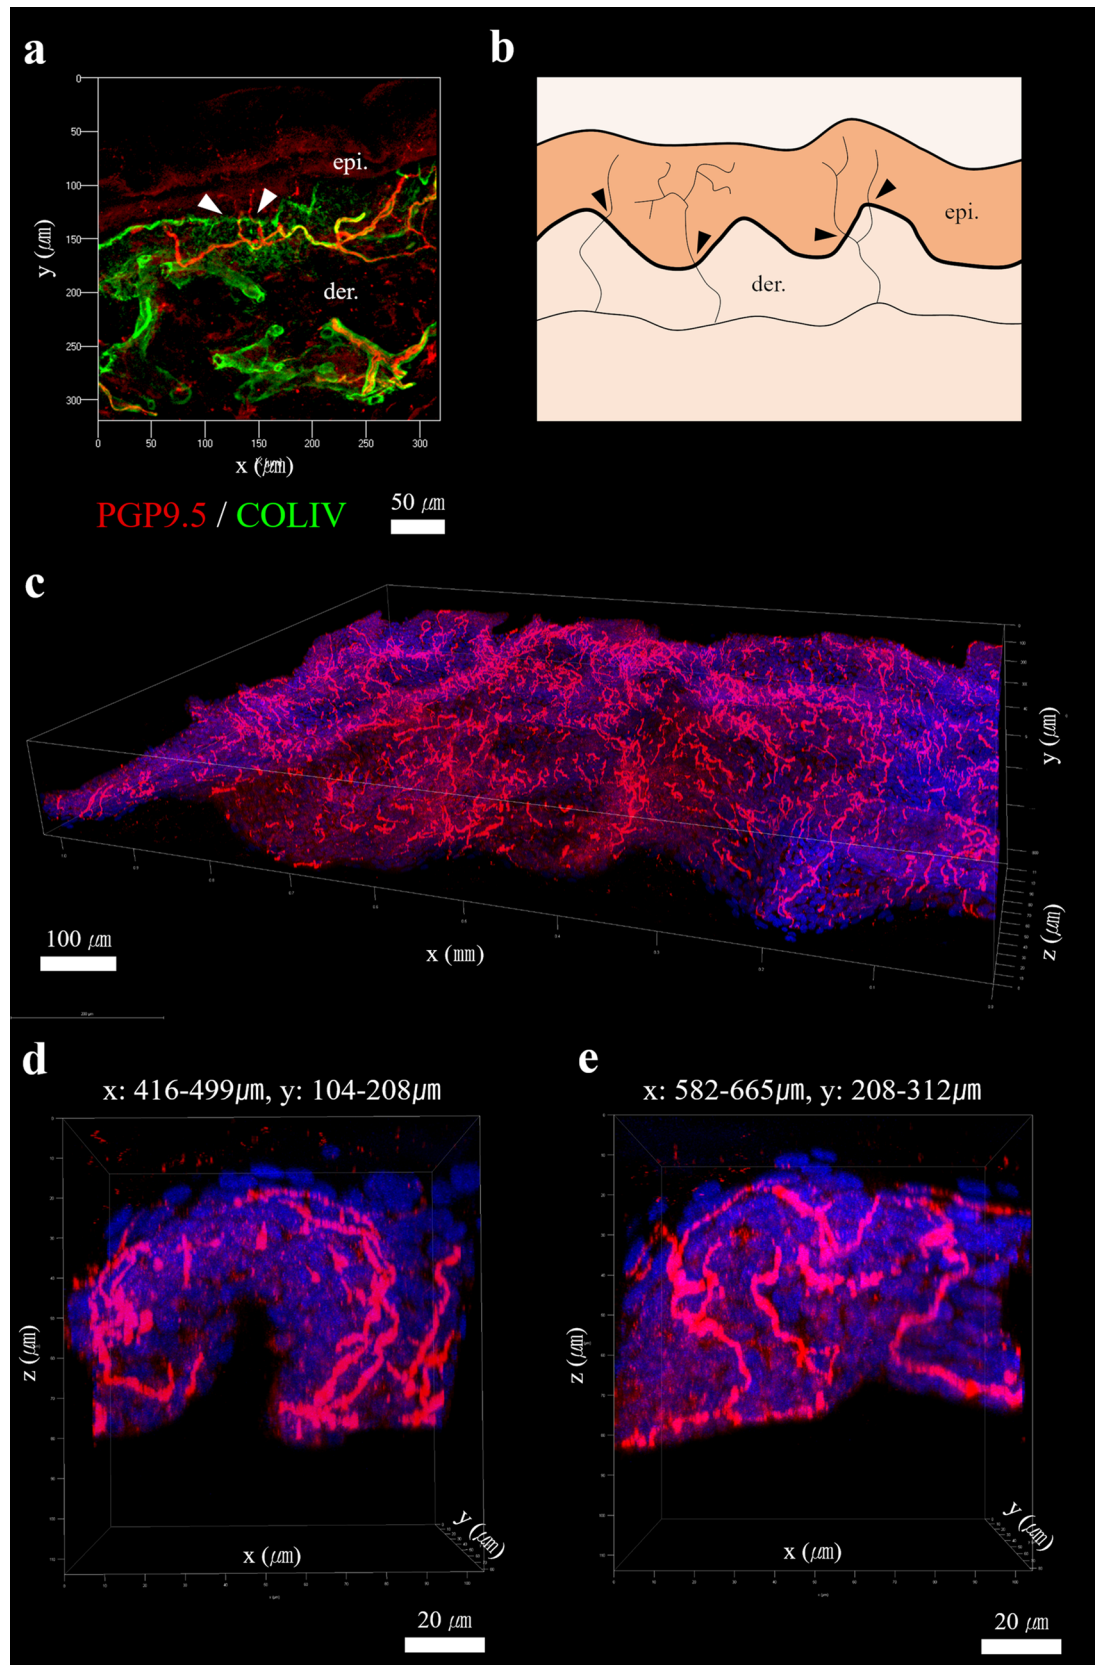 a
0
50
100
150
200
250
300
y (㎛)
epi.
der.
0 50 100 150 200 250 300
x (㎛)
PGP9.5 / COLIV
50 ㎛
b
epi.
der.
c
y (㎛)
z (㎛)
x (㎜)
100 ㎛
d
x: 416-499㎛, y: 104-208㎛
z (㎛)
y (㎛)
x (㎛)
20 ㎛
e
x: 582-665㎛, y: 208-312㎛
z (㎛)
y (㎛)
x (㎛)
20 ㎛